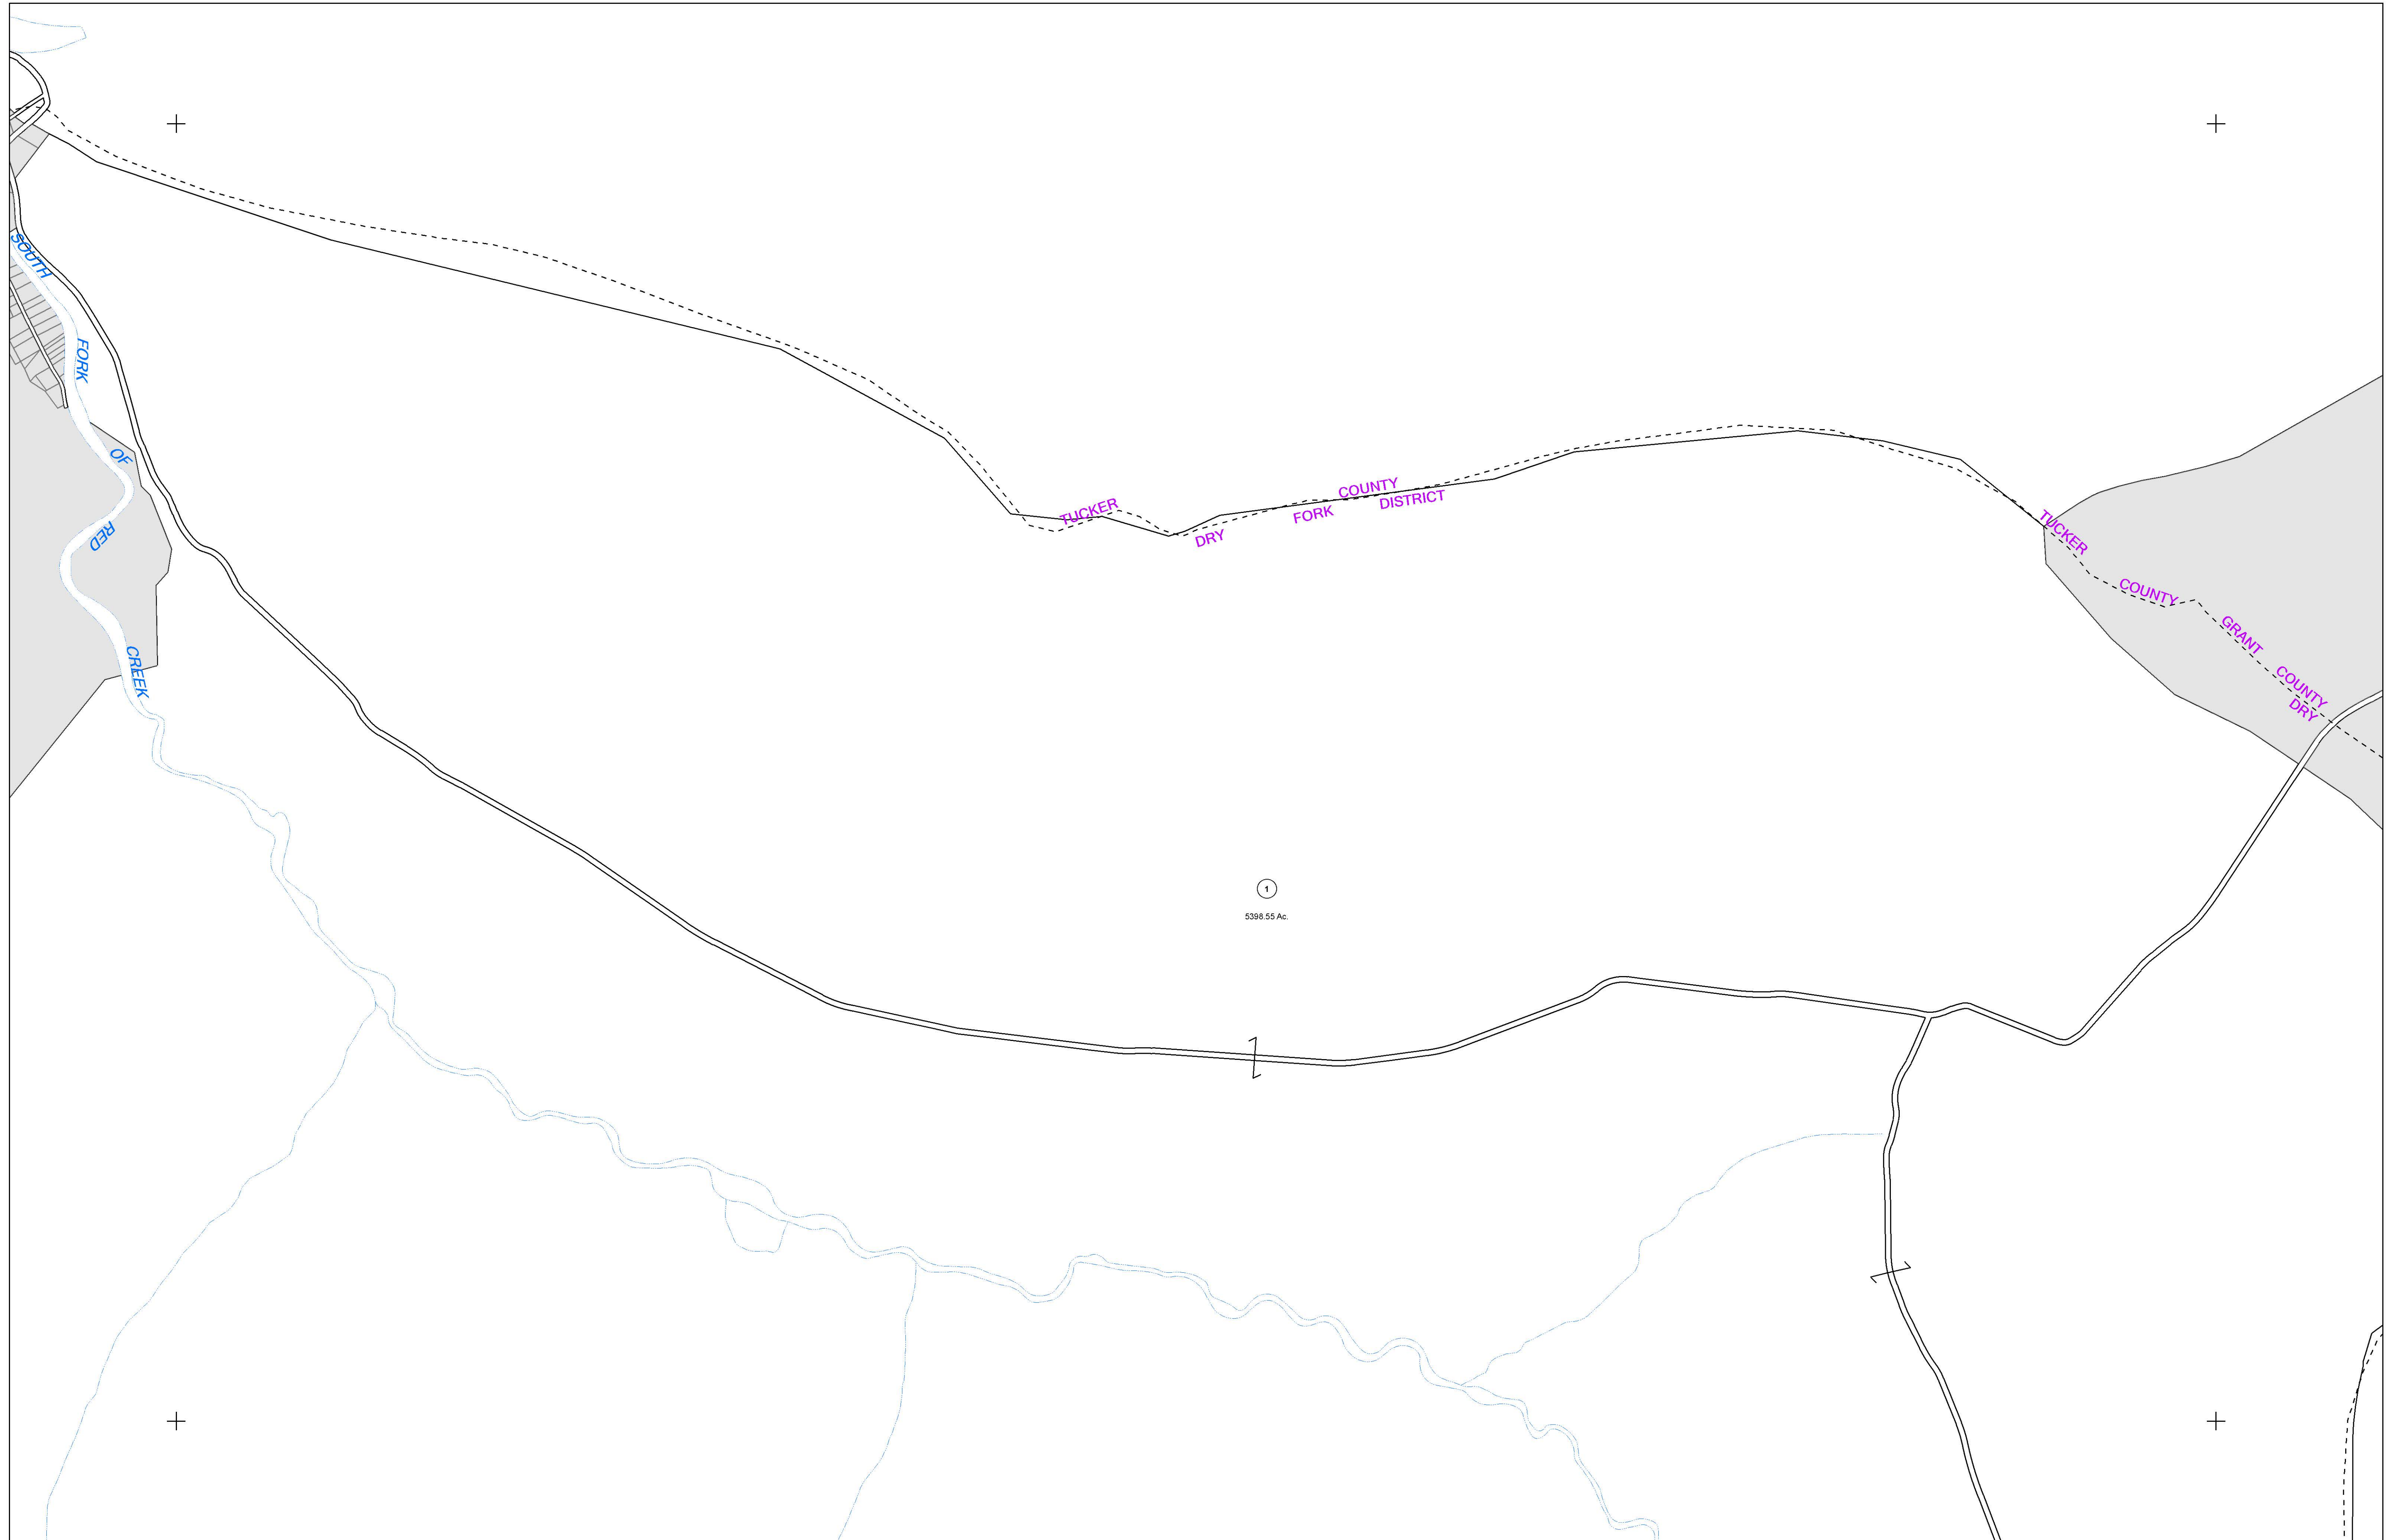 SOUTH FORK OF RED CREEK
TUCKER COUNTY
DRY FORK DISTRICT
TUCKER COUNTY
GRANT COUNTY
DRY
1
5398.55 Ac.